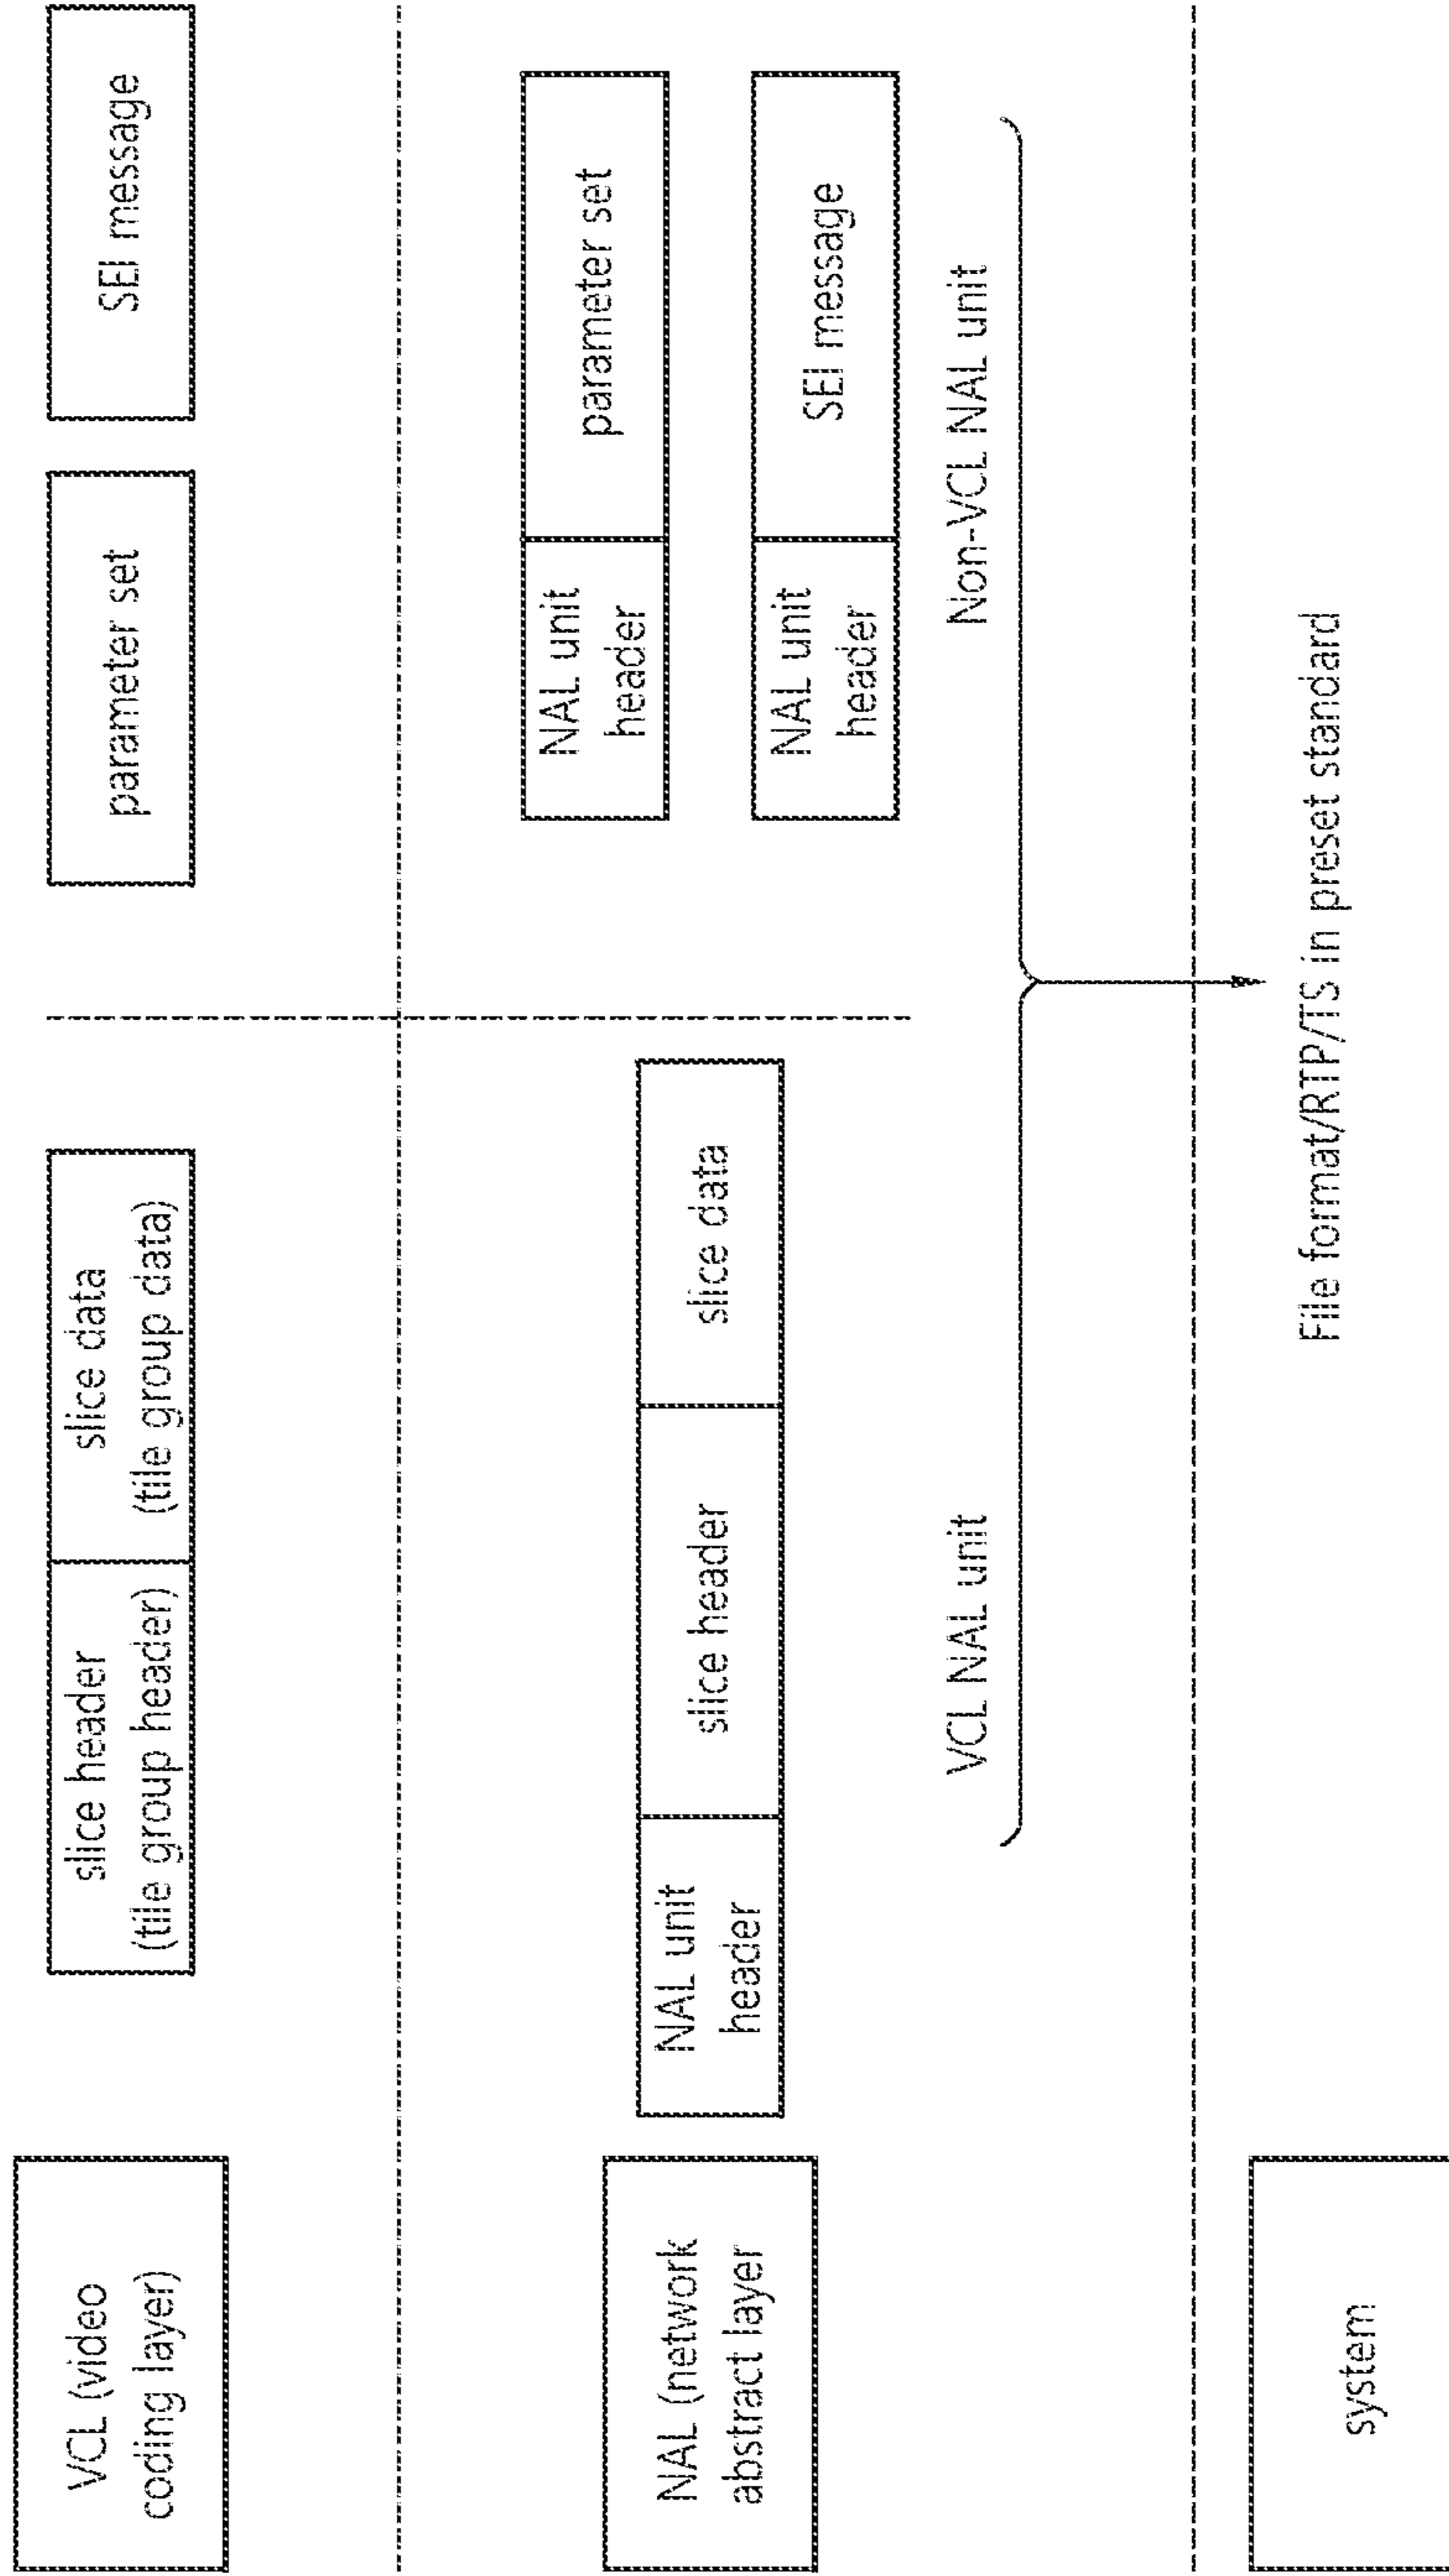 VCL (video
coding layer)
slice header
(tile group header)
slice data
(tile group data)
parameter set
SEI message
NAL (network
abstract layer
NAL unit
header
slice header
slice data
NAL unit
header
parameter set
NAL unit
header
SEI message
VCL NAL unit
Non-VCL NAL unit
system
File format/RTP/TS in preset standard